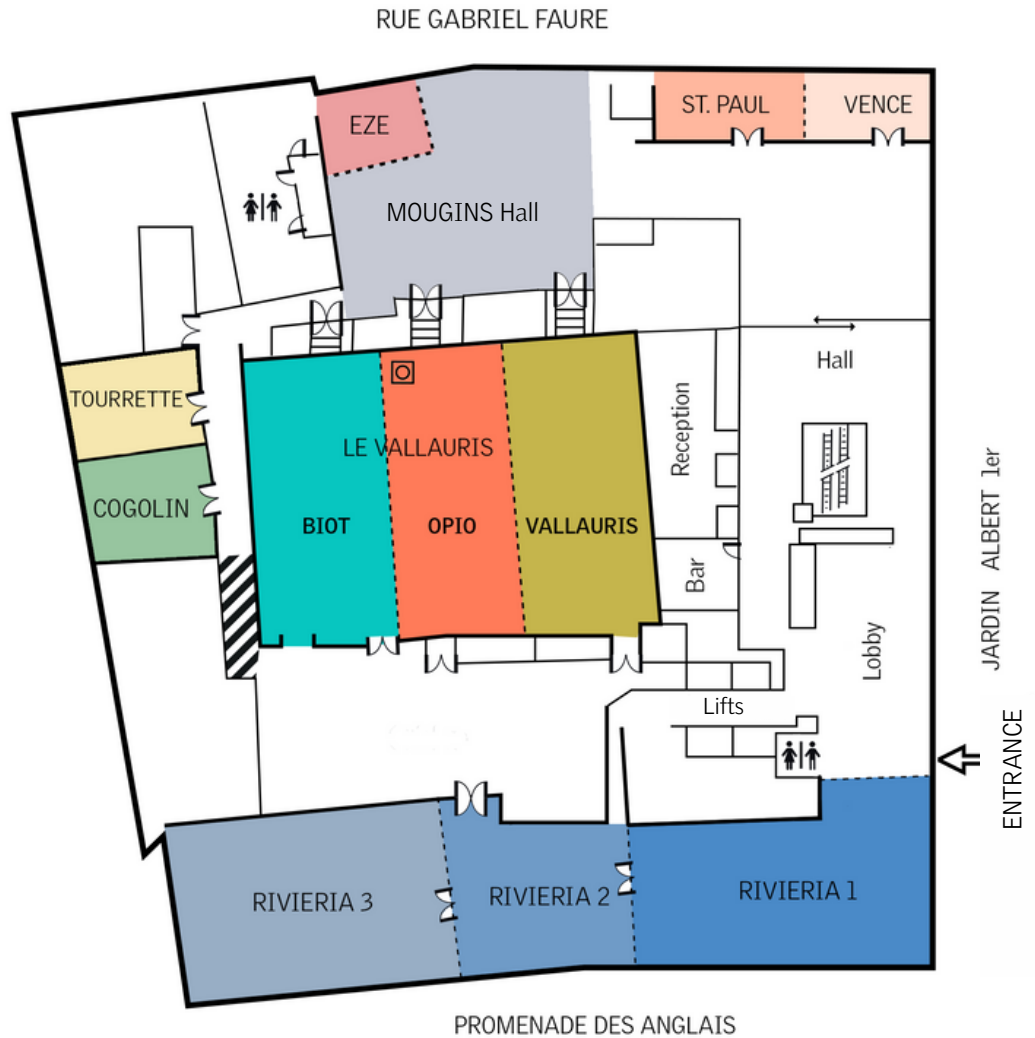 RUE GABRIEL FAURE
EZE
ST. PAUL
VENCE
MOUGINS Hall
Hall
TOURRETTE
LE VALLAURIS
Reception
COGOLIN
BIOT
OPIO
VALLAURIS
Bar
Lobby
JARDIN ALBERT 1er
Lifts
ENTRANCE
RIVIERIA 3
RIVIERIA 2
RIVIERIA 1
PROMENADE DES ANGLAIS